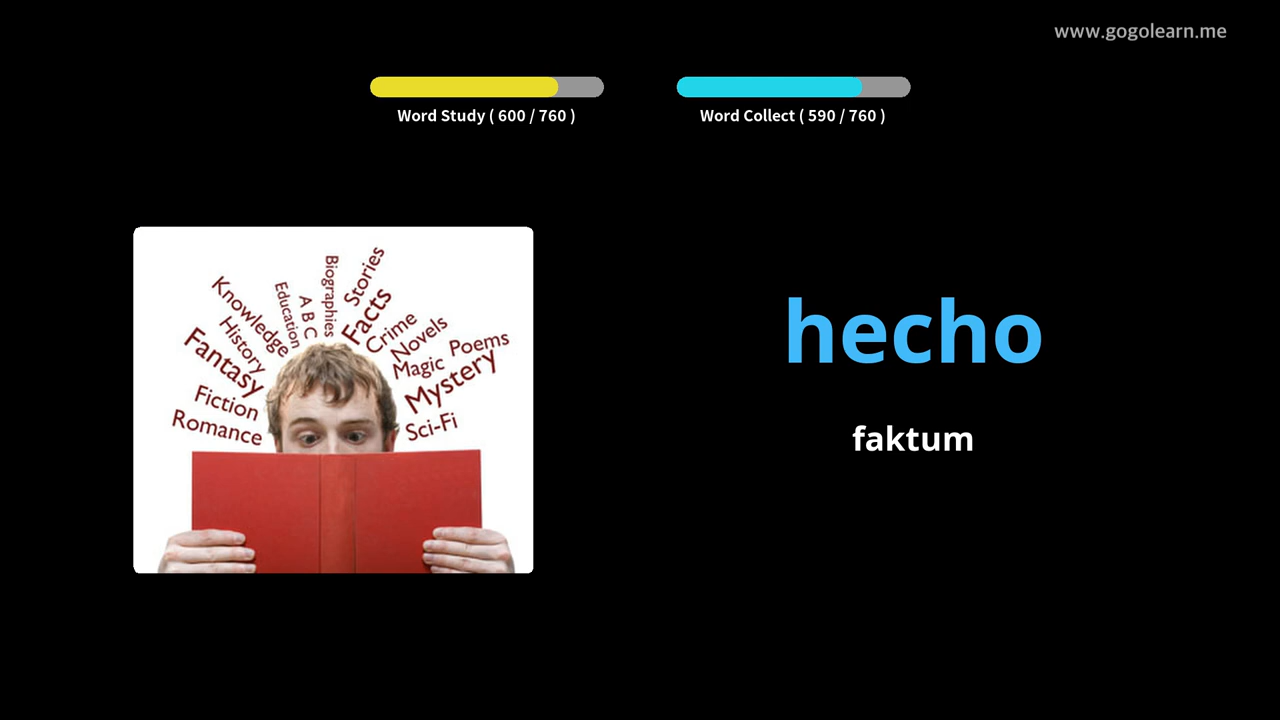 www.gogolearn.me
Word Study ( 600 / 760 )
Word Collect ( 590 / 760 )
Romance
Fiction
Fantasy
History
Knowledge
Education
A B C
Biographies
Stories
Facts
Crime
Novels
Magic
Poems
Mystery
Sci-Fi
hecho
faktum